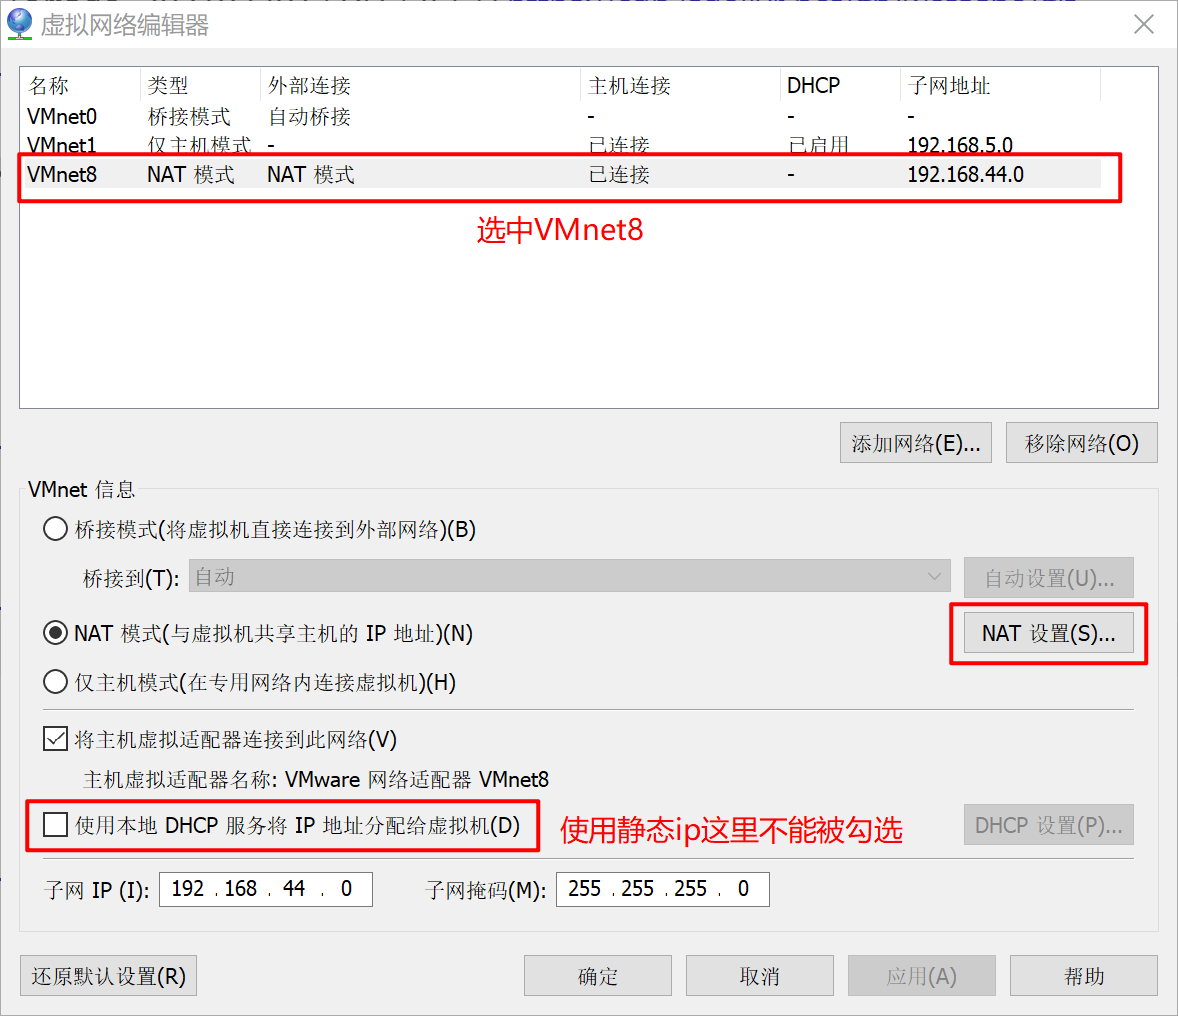 虚拟网络编辑器
名称 类型 外部连接 主机连接 DHCP 子网地址
VMnet0 桥接模式 自动桥接 - - -
VMnet1 仅主机模式 - 已连接 已启用 192.168.5.0
VMnet8 NAT 模式 NAT 模式 已连接 - 192.168.44.0
选中VMnet8
添加网络(E)... 移除网络(O)
VMnet 信息
桥接模式(将虚拟机直接连接到外部网络)(B)
桥接到(T): 自动 自动设置(U)...
NAT 模式(与虚拟机共享主机的 IP 地址)(N) NAT 设置(S)...
仅主机模式(在专用网络内连接虚拟机)(H)
将主机虚拟适配器连接到此网络(V)
主机虚拟适配器名称: VMware 网络适配器 VMnet8
使用本地 DHCP 服务将 IP 地址分配给虚拟机(D) 使用静态ip这里不能被勾选 DHCP 设置(P)...
子网 IP (I): 192 . 168 . 44 . 0 子网掩码(M): 255 . 255 . 255 . 0
还原默认设置(R) 确定 取消 应用(A) 帮助